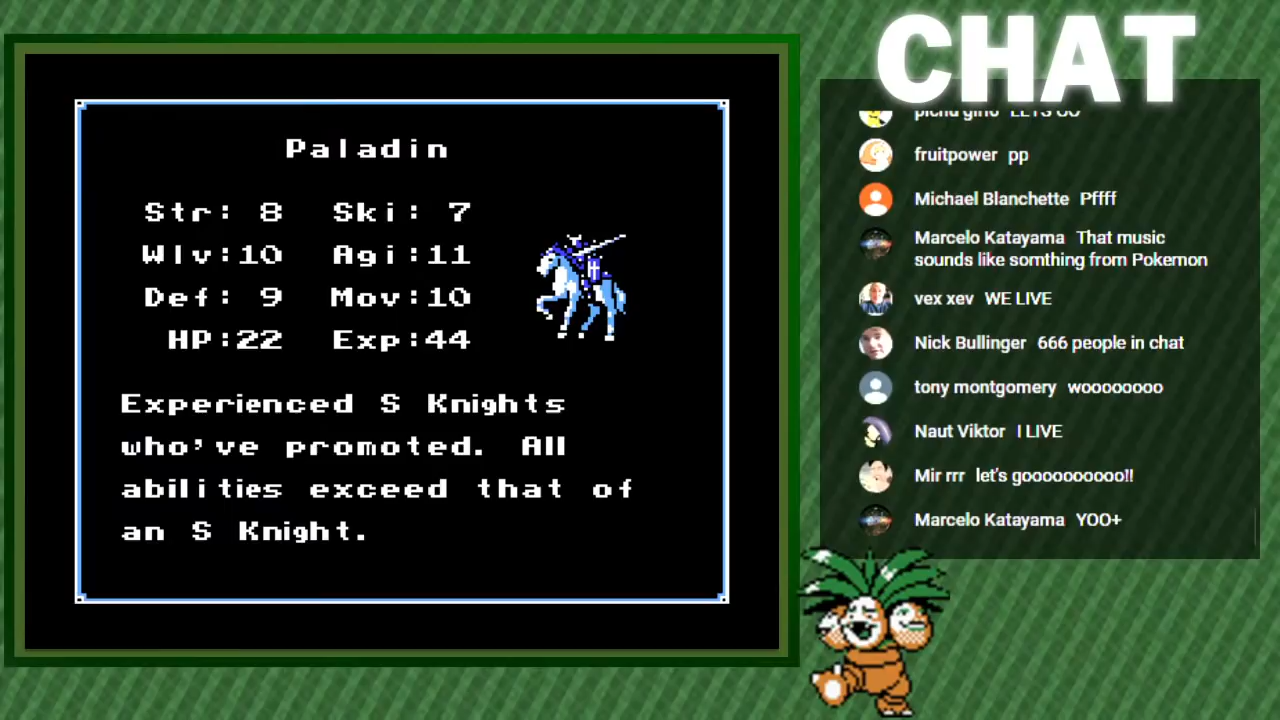 CHAT
Paladin
Str: 8 Ski: 7
Wlv:10 Agi:11
Def: 9 Mov:10
HP:22 Exp:44
Experienced S Knights
who've promoted. All
abilities exceed that of
an S Knight.
fruitpower pp
Michael Blanchette Pffff
Marcelo Katayama That music
sounds like somthing from Pokemon
vex xev WE LIVE
Nick Bullinger 666 people in chat
tony montgomery woooooooo
Naut Viktor I LIVE
Mir rrr let's goooooooooo!!
Marcelo Katayama YOO+